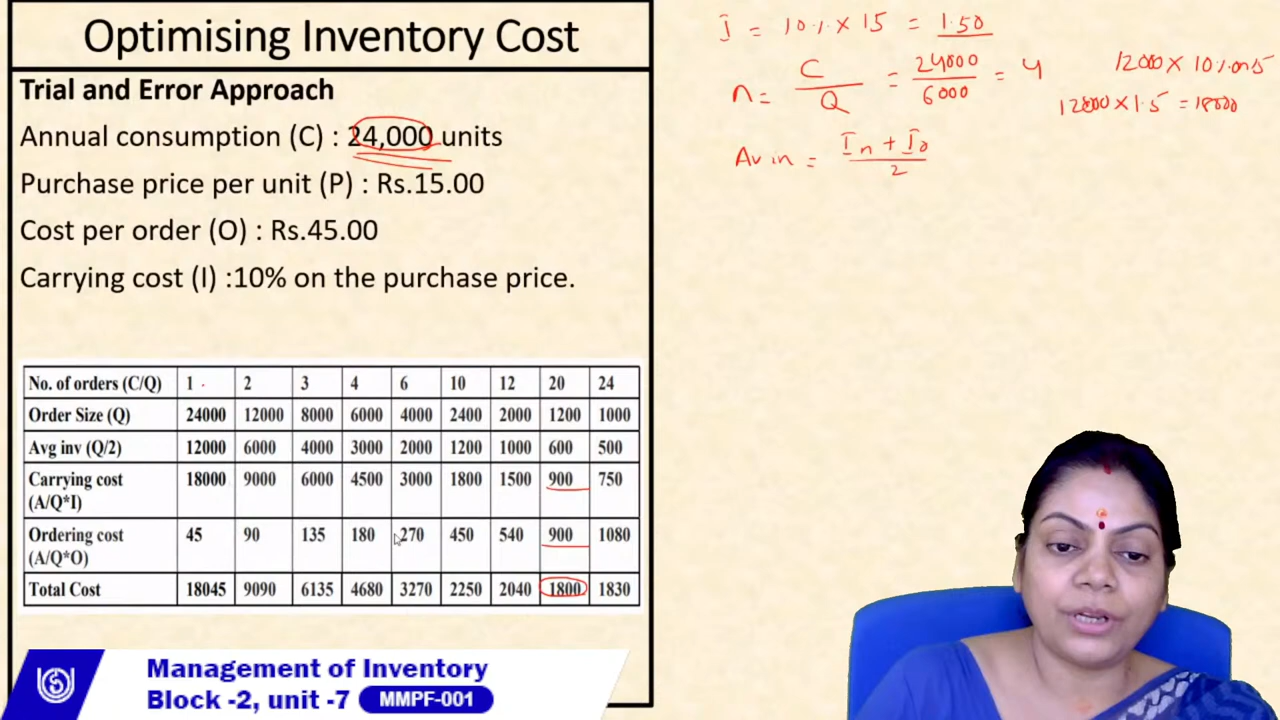 Optimising Inventory Cost
Trial and Error Approach
Annual consumption (C) : 24,000 units
Purchase price per unit (P) : Rs.15.00
Cost per order (O) : Rs.45.00
Carrying cost (I) :10% on the purchase price.
No. of orders (C/Q) 1 2 3 4 6 10 12 20 24
Order Size (Q) 24000 12000 8000 6000 4000 2400 2000 1200 1000
Avg inv (Q/2) 12000 6000 4000 3000 2000 1200 1000 600 500
Carrying cost (A/Q*I) 18000 9000 6000 4500 3000 1800 1500 900 750
Ordering cost (A/Q*O) 45 90 135 180 270 450 540 900 1080
Total Cost 18045 9090 6135 4680 3270 2250 2040 1800 1830
Management of Inventory
Block -2, unit -7 MMPF-001
I = 10% × 15 = 1.50
n = C/Q = 24000/6000 = 4
Av in = In + I0 / 2
12000 × 10%
12000 × 1.5 = 18000